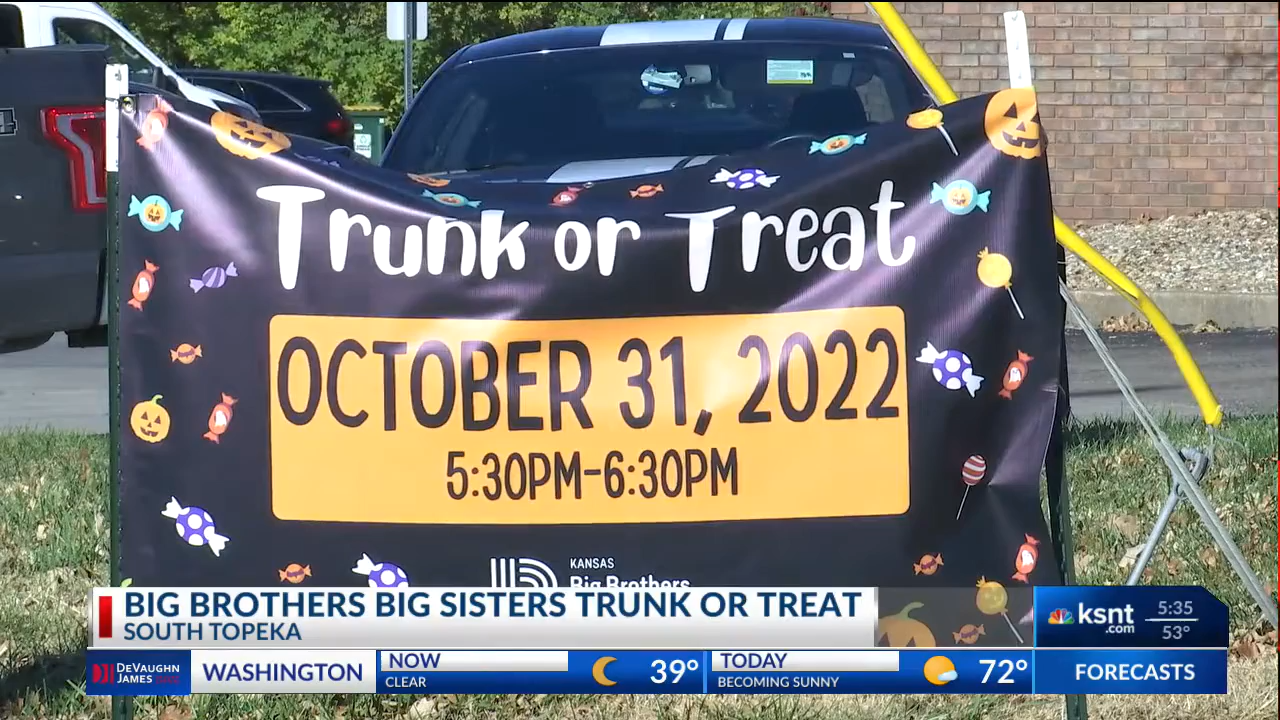 Trunk or Treat
OCTOBER 31, 2022
5:30PM-6:30PM
KANSAS
Big Brothers
BIG BROTHERS BIG SISTERS TRUNK OR TREAT
SOUTH TOPEKA
ksnt
.com
5:35
53°
DEVAUGHN
JAMES
WASHINGTON
NOW
CLEAR
39°
TODAY
BECOMING SUNNY
72°
FORECASTS